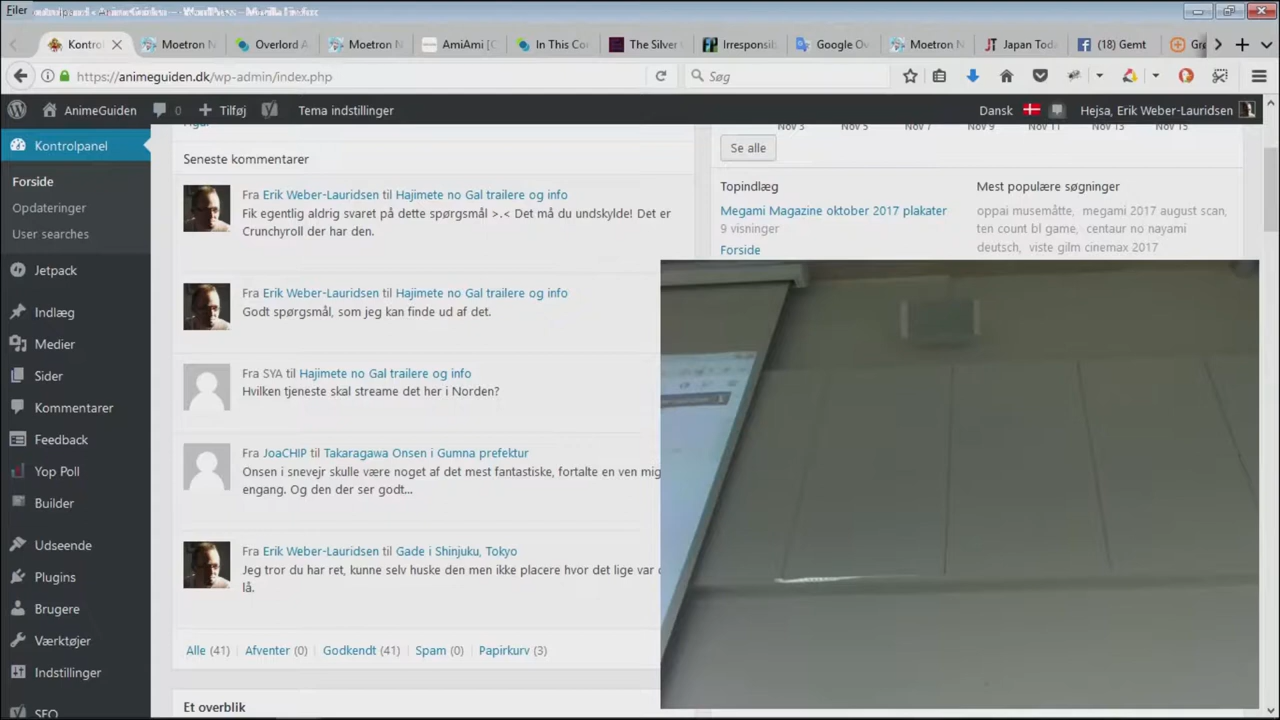 Eiler
Kontrol
Moetron N
Overlord A
Moetron N
AmiAmi [
In This Co
The Silver
Irresponsib
Google Ov
Moetron N
Japan Toda
(18) Gemt
Gre
https://animeguiden.dk/wp-admin/index.php
Søg
AnimeGuiden
0
Tilføj
Tema indstillinger
Dansk
Hejsa, Erik Weber-Lauridsen
Kontrolpanel
Forside
Opdateringer
User searches
Jetpack
Indlæg
Medier
Sider
Kommentarer
Feedback
Yop Poll
Builder
Udseende
Plugins
Brugere
Værktøjer
Indstillinger
SEO
Seneste kommentarer
Fra Erik Weber-Lauridsen til Hajimete no Gal trailere og info
Fik egentlig aldrig svaret på dette spørgsmål >.< Det må du undskylde! Det er
Crunchyroll der har den.
Fra Erik Weber-Lauridsen til Hajimete no Gal trailere og info
Godt spørgsmål, som jeg kan finde ud af det.
Fra SYA til Hajimete no Gal trailere og info
Hvilken tjeneste skal streame det her i Norden?
Fra JoaCHIP til Takaragawa Onsen i Gumna prefektur
Onsen i snevejr skulle være noget af det mest fantastiske, fortalte en ven mig
engang. Og den der ser godt...
Fra Erik Weber-Lauridsen til Gade i Shinjuku, Tokyo
Jeg tror du har ret, kunne selv huske den men ikke placere hvor det lige var
lå.
Alle (41) | Afventer (0) | Godkendt (41) | Spam (0) | Papirkurv (3)
Et overblik
Nov 3 Nov 5 Nov 7 Nov 9 Nov 11 Nov 13 Nov 15
Se alle
Topindlæg
Megami Magazine oktober 2017 plakater
9 visninger
Forside
Mest populære søgninger
oppai musemåtte, megami 2017 august scan,
ten count bl game, centaur no nayami
deutsch, viste gilm cinemax 2017